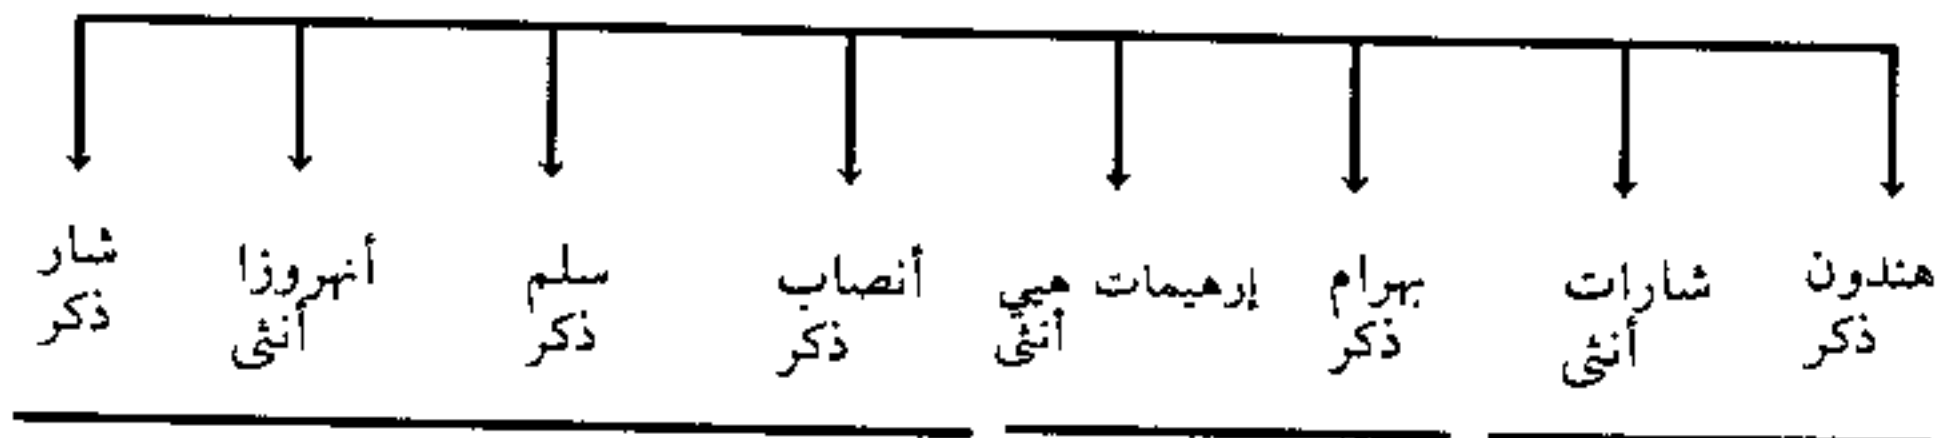 هندون شارات بهرام إرهيمات هيي أنصاب سلم أنهروزا شار
ذكر أنثى ذكر أنثى ذكر ذكر أنثى ذكر